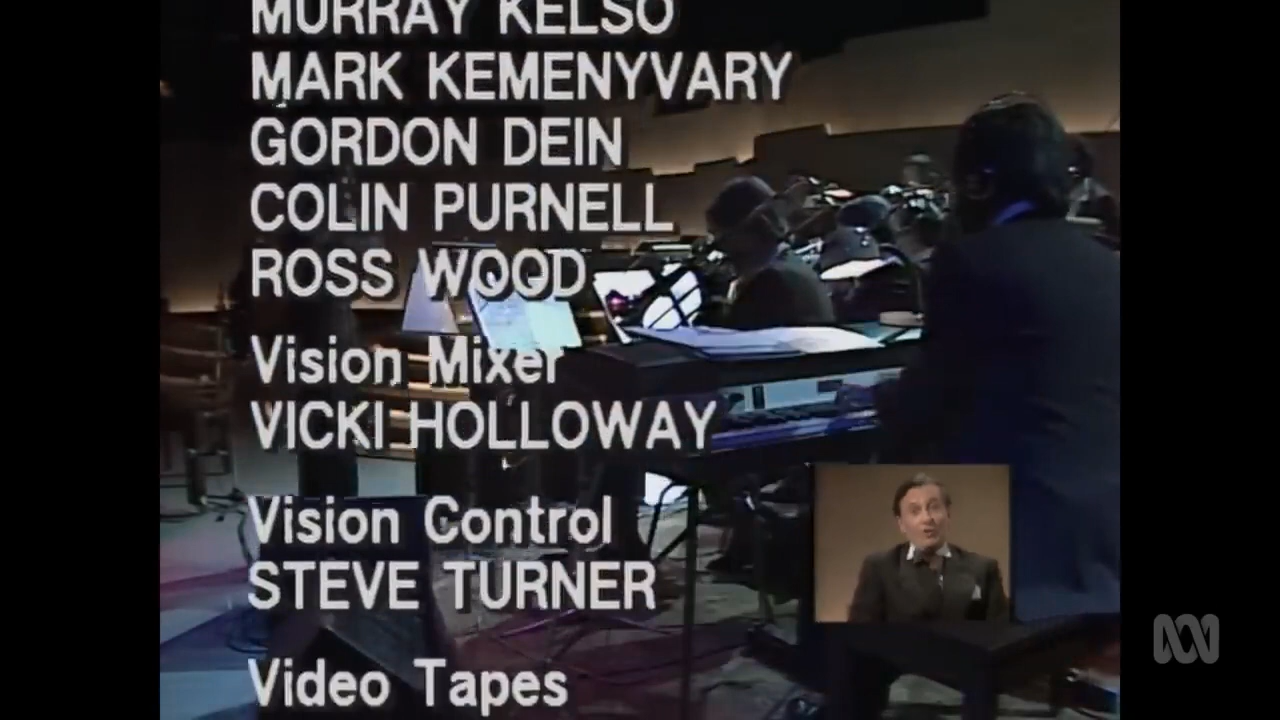 MURRAY KELSO
MARK KEMENYVARY
GORDON DEIN
COLIN PURNELL
ROSS WOOD
Vision Mixer
VICKI HOLLOWAY
Vision Control
STEVE TURNER
Video Tapes